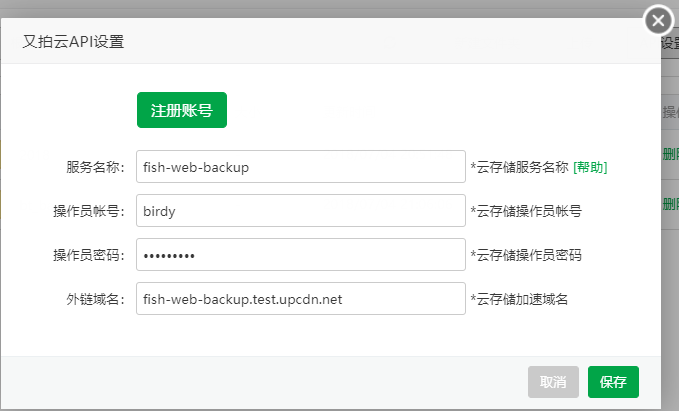 又拍云API设置
注册账号
服务名称: fish-web-backup *云存储服务名称 [帮助]
操作员帐号: birdy *云存储操作员帐号
操作员密码: ••••••••• *云存储操作员密码
外链域名: fish-web-backup.test.upcdn.net *云存储加速域名
取消 保存